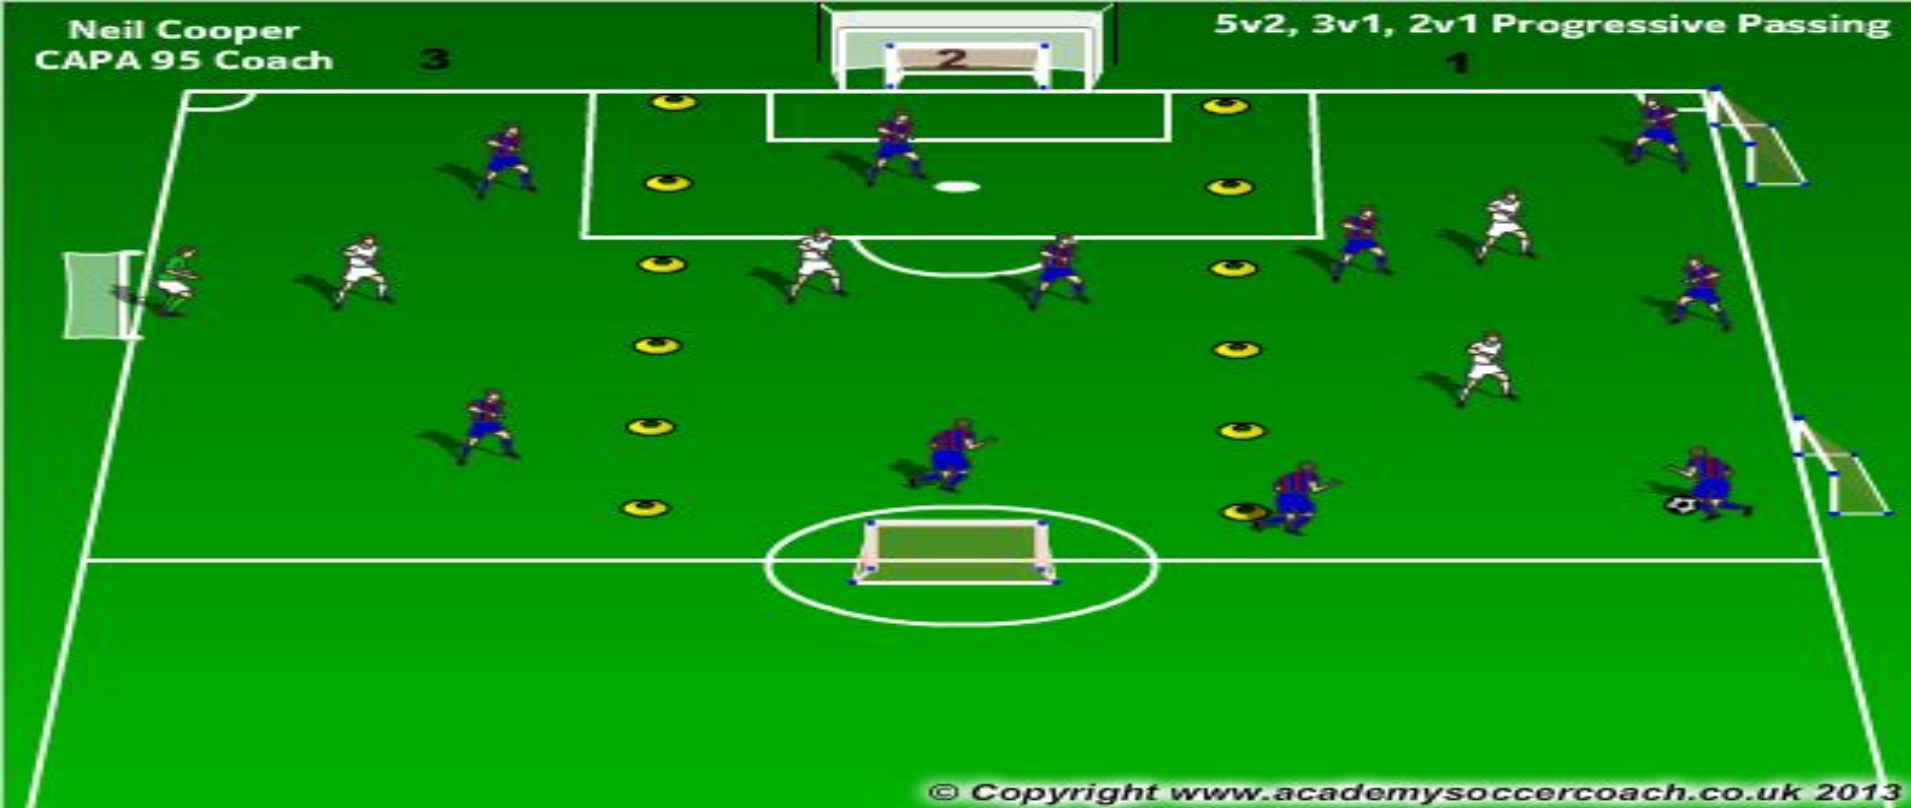 Neil Cooper
CAPA 95 Coach
5v2, 3v1, 2v1 Progressive Passing
3
2
1
© Copyright www.academysoccercoach.co.uk 2013